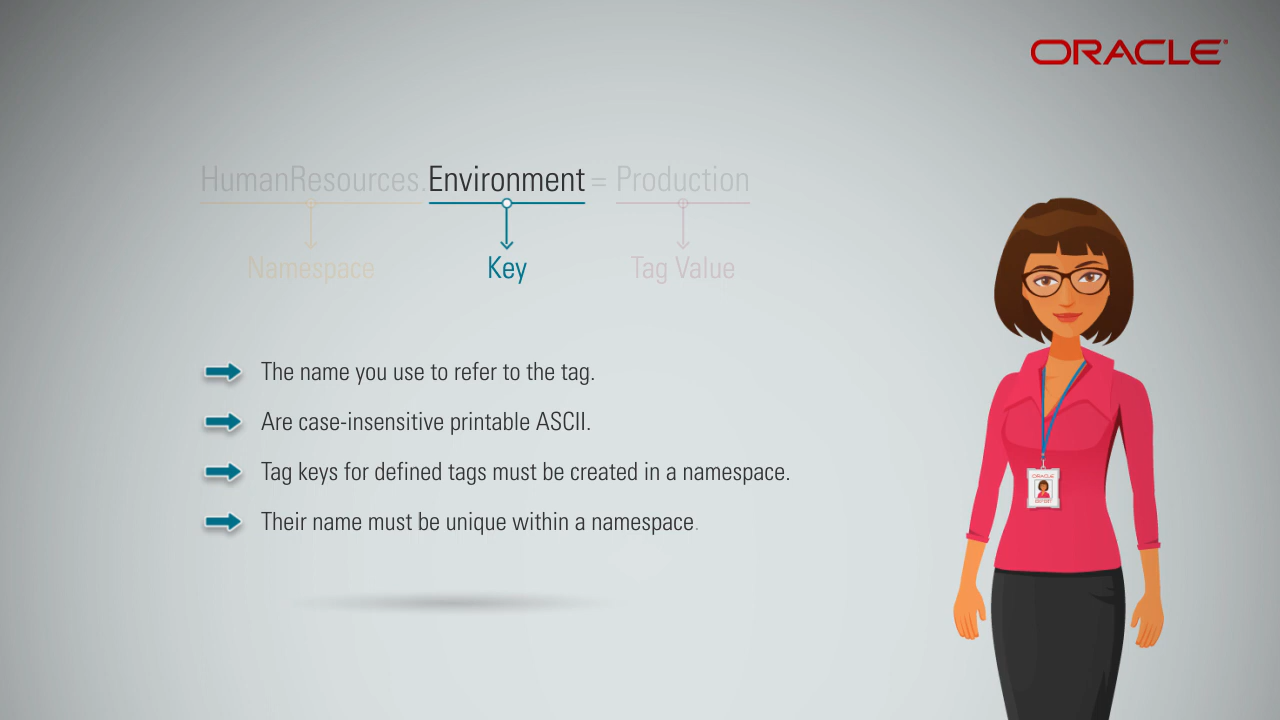 ORACLE
HumanResources.Environment = Production
Namespace Key Tag Value
The name you use to refer to the tag.
Are case-insensitive printable ASCII.
Tag keys for defined tags must be created in a namespace.
Their name must be unique within a namespace.
ORACLE